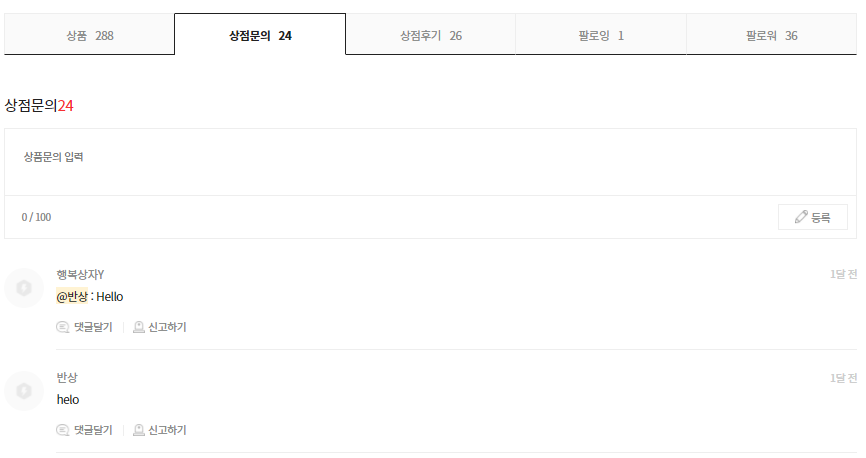 상품 288 상점문의 24 상점후기 26 팔로잉 1 팔로워 36
상점문의24
상품문의 입력
0 / 100 등록
행복상자Y 1달 전
@반상 : Hello
댓글달기 신고하기
반상 1달 전
helo
댓글달기 신고하기